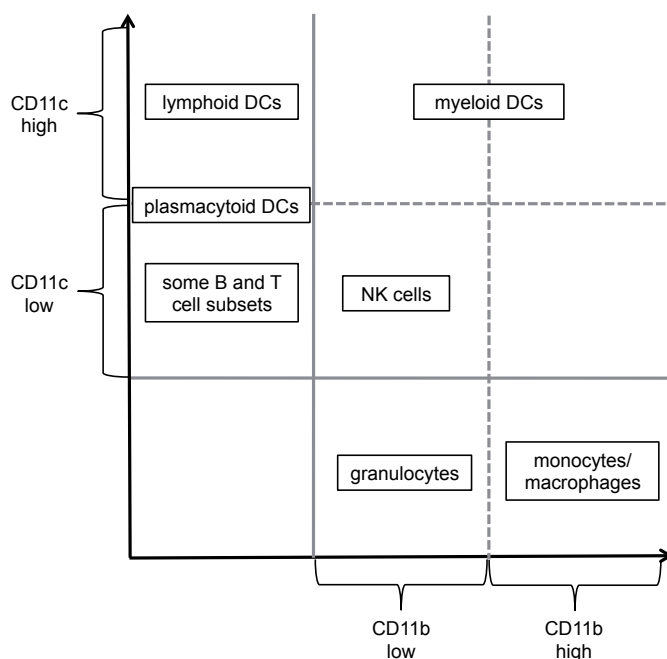 CD11c
high
lymphoid DCs
myeloid DCs
plasmacytoid DCs
CD11c
low
some B and T
cell subsets
NK cells
granulocytes
monocytes/
macrophages
CD11b
low
CD11b
high